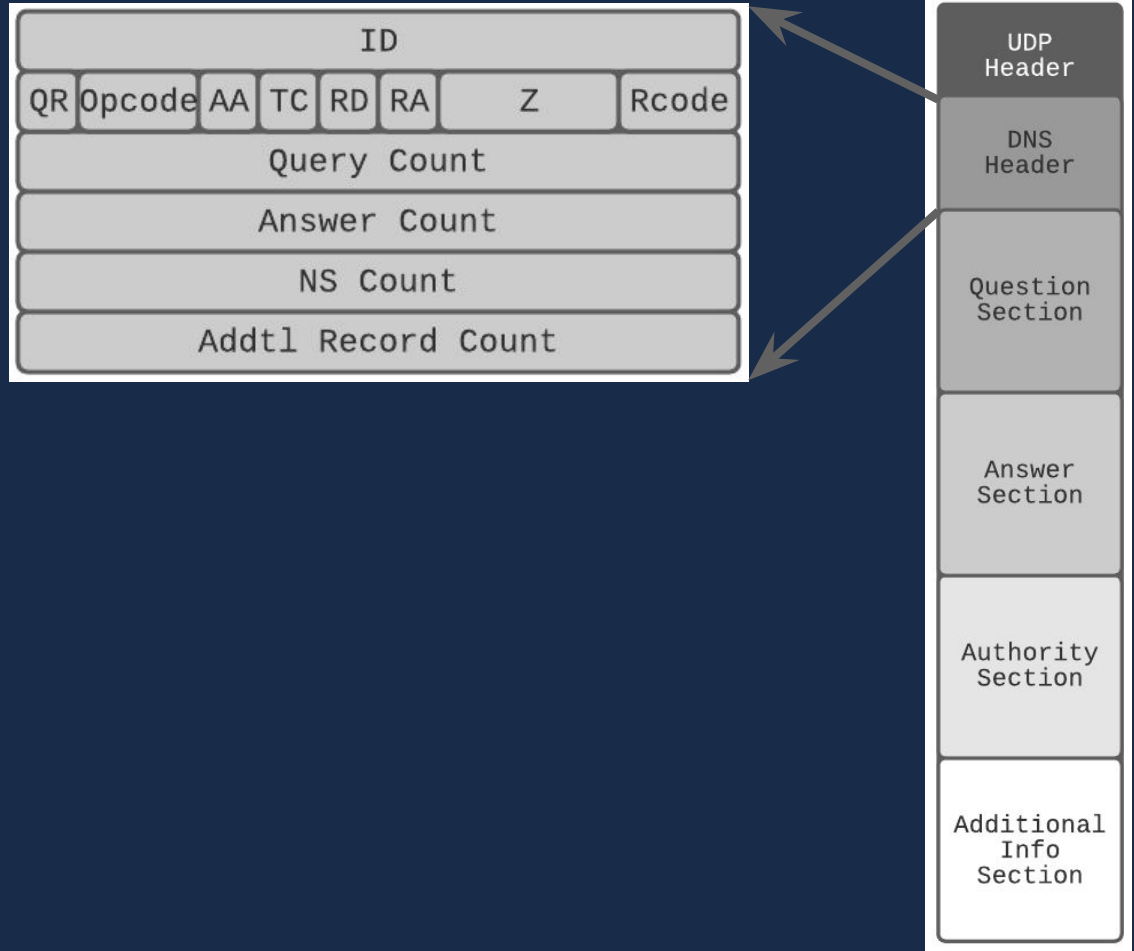 ID
QR Opcode AA TC RD RA Z Rcode
Query Count
Answer Count
NS Count
Addtl Record Count
UDP
Header
DNS
Header
Question
Section
Answer
Section
Authority
Section
Additional
Info
Section